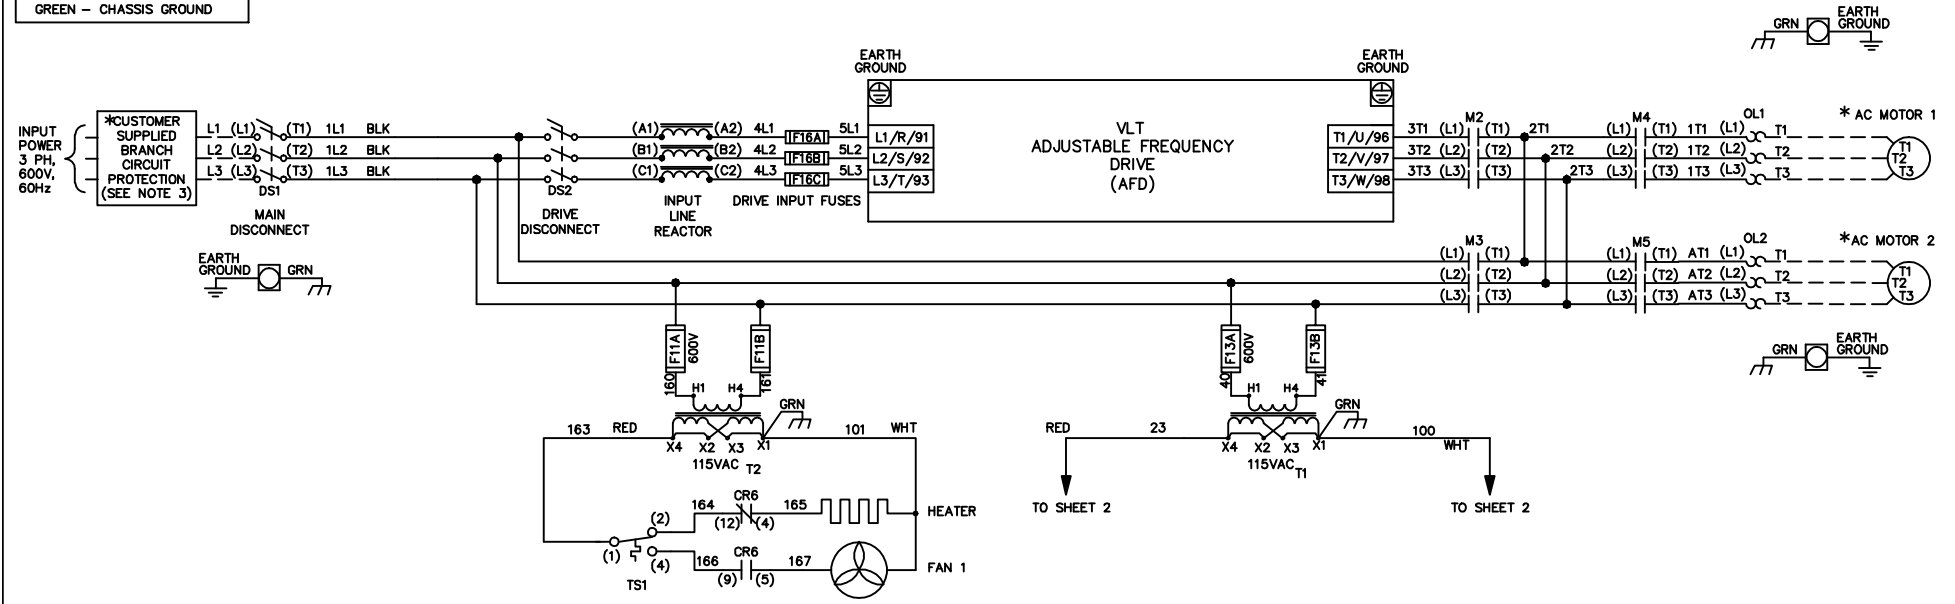 GREEN – CHASSIS GROUND
GRN
EARTH
GROUND
INPUT
POWER
3 PH,
600V,
60Hz
*CUSTOMER
SUPPLIED
BRANCH
CIRCUIT
PROTECTION
(SEE NOTE 3)
L1 (L1) (T1) 1L1 BLK
L2 (L2) (T2) 1L2 BLK
L3 (L3) (T3) 1L3 BLK
DS1
MAIN
DISCONNECT
EARTH
GROUND
GRN
DS2
DRIVE
DISCONNECT
(A1) (A2) 4L1 F16A 5L1
(B1) (B2) 4L2 F16B 5L2
(C1) (C2) 4L3 F16C 5L3
INPUT
LINE
REACTOR
DRIVE INPUT FUSES
EARTH
GROUND
L1/R/91
L2/S/92
L3/T/93
VLT
ADJUSTABLE FREQUENCY
DRIVE
(AFD)
EARTH
GROUND
T1/U/96
T2/V/97
T3/W/98
M2 M4 OL1
3T1 (L1) (T1) 2T1 (L1) (T1) 1T1 (L1) T1
3T2 (L2) (T2) 2T2 (L2) (T2) 1T2 (L2) T2
3T3 (L3) (T3) 2T3 (L3) (T3) 1T3 (L3) T3
* AC MOTOR 1
T1
T2
T3
M3 M5 OL2
(L1) (T1) (L1) (T1) AT1 (L1) T1
(L2) (T2) (L2) (T2) AT2 (L2) T2
(L3) (T3) (L3) (T3) AT3 (L3) T3
*AC MOTOR 2
T1
T2
T3
GRN
EARTH
GROUND
F11A
600V
F11B
160
161
H1 H4
GRN
163 RED
101 WHT
X4 X2 X3 X1
115VAC T2
F13A
600V
F13B
40
41
H1 H4
GRN
RED 23
100
WHT
X4 X2 X3 X1
115VAC T1
TO SHEET 2
TO SHEET 2
CR6
164 165
(12) (4)
HEATER
(2)
(1)
(4)
TS1
CR6
166 167
(9) (5)
FAN 1